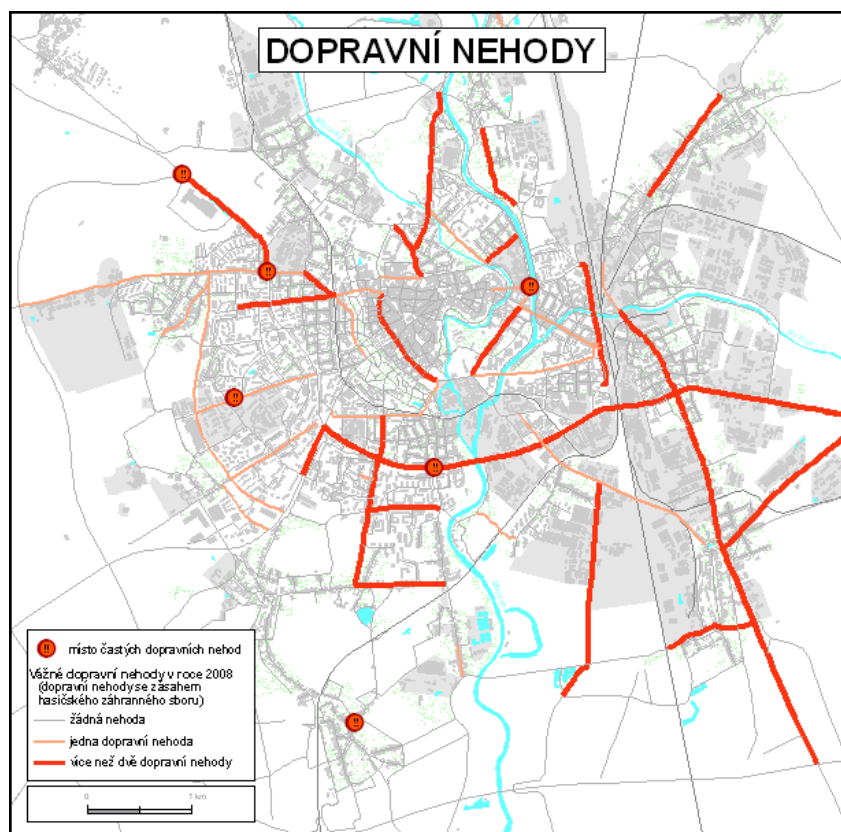 DOPRAVNÍ NEHODY
!!
!!
!!
!!
!!
!!
!! místo častých dopravních nehod
Vážné dopravní nehody v roce 2008
(dopravní nehody se zásahem
hasičského záhranného sboru)
žádná nehoda
jedna dopravní nehoda
více než dvě dopravní nehody
0 1 km